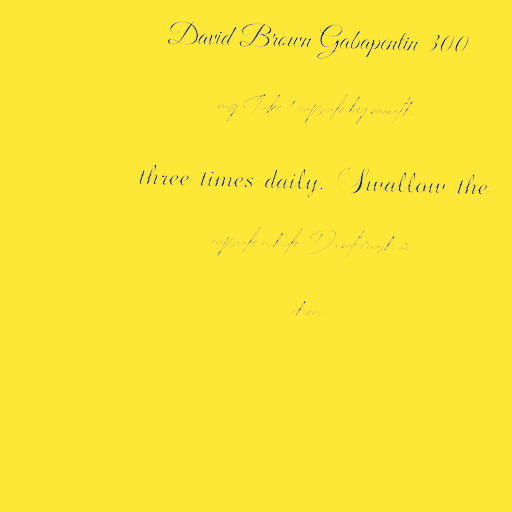 David Brown Gabapentin 300
mg Take 1 capsule by mouth
three times daily. Swallow the
capsule whole. Do not crush or
chew.